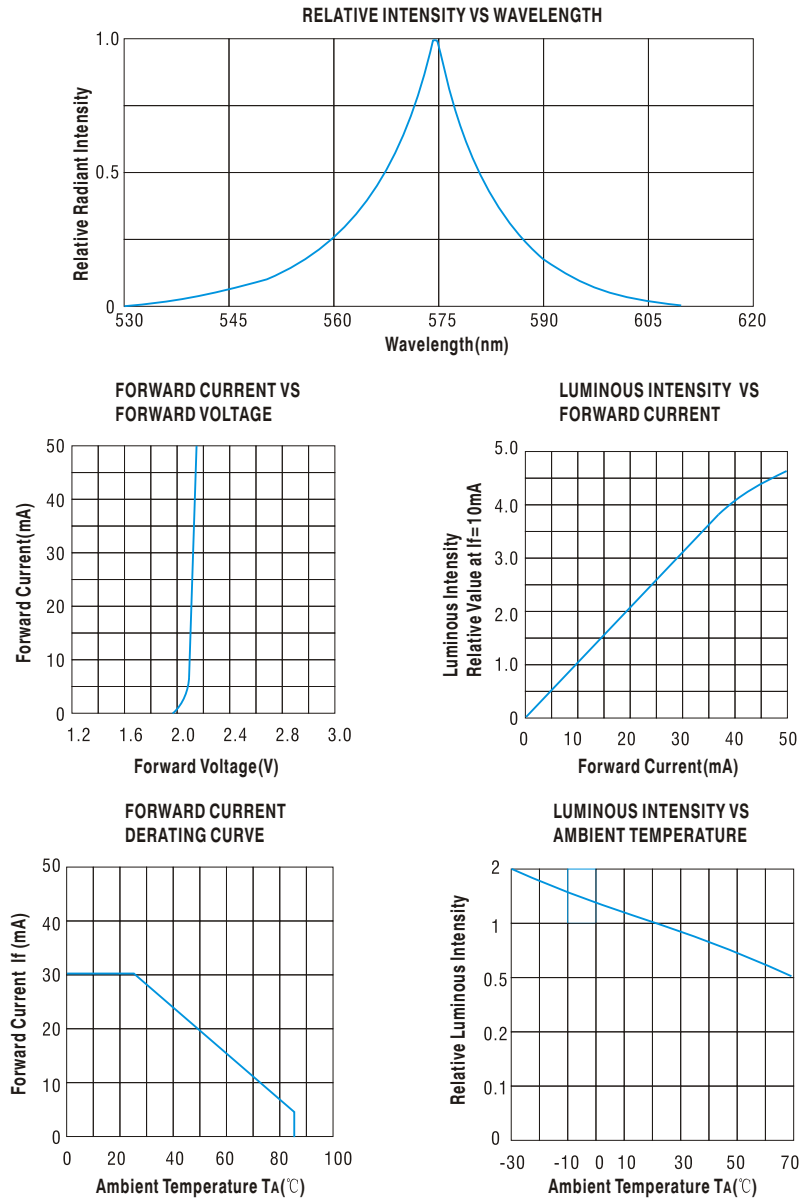 RELATIVE INTENSITY VS WAVELENGTH
Relative Radiant Intensity
1.0
0.5
0
530 545 560 575 590 605 620
Wavelength(nm)
FORWARD CURRENT VS
FORWARD VOLTAGE
Forward Current(mA)
50
40
30
20
10
0
1.2 1.6 2.0 2.4 2.8 3.0
Forward Voltage(V)
LUMINOUS INTENSITY VS
FORWARD CURRENT
Luminous Intensity
Relative Value at If=10mA
5.0
4.0
3.0
2.0
1.0
0
0 10 20 30 40 50
Forward Current(mA)
FORWARD CURRENT
DERATING CURVE
Forward Current If (mA)
50
40
30
20
10
0
0 20 40 60 80 100
Ambient Temperature TA(℃)
LUMINOUS INTENSITY VS
AMBIENT TEMPERATURE
Relative Luminous Intensity
2
1
0.5
0.2
0.1
0
-30 -10 0 10 30 50 70
Ambient Temperature TA(℃)